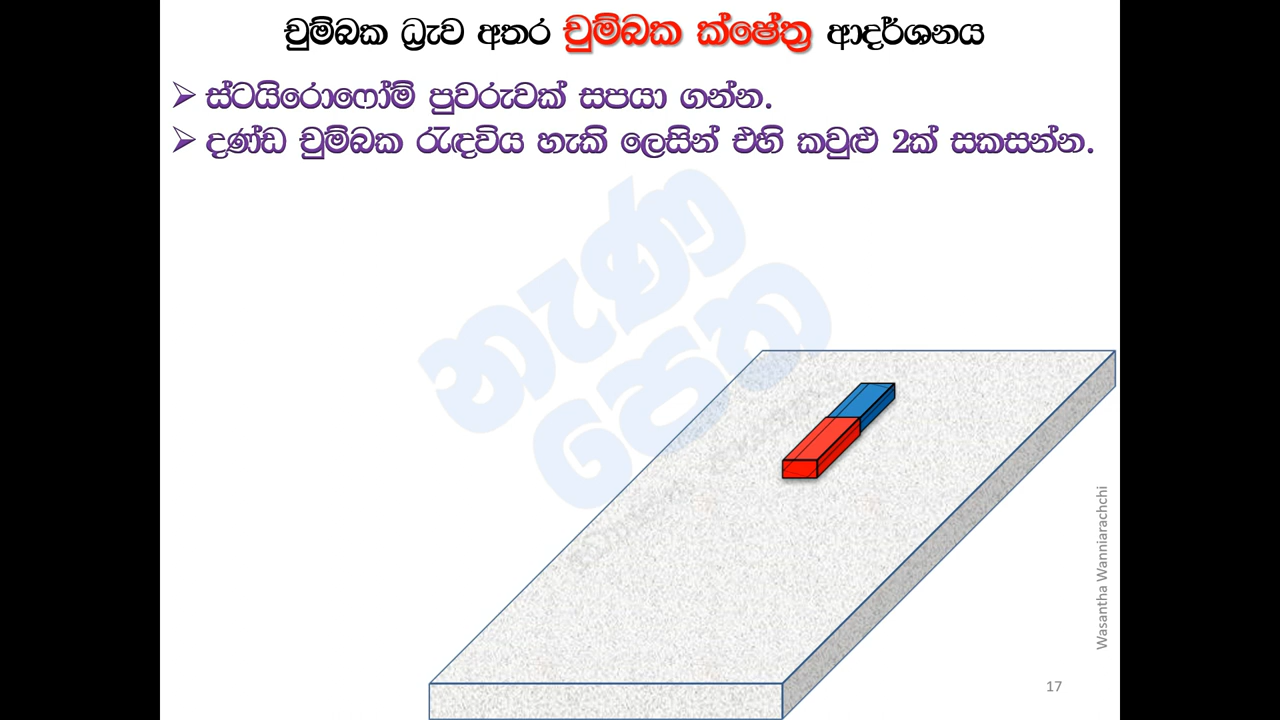 චුම්බක ධ්‍රැව අතර චුම්බක ක්ෂේත්‍ර ආදර්ශනය
➢ ස්ටයිරොෆෝම් පුවරුවක් සපයා ගන්න.
➢ දණ්ඩ චුම්බක රැඳවිය හැකි ලෙසින් එහි කවුළු 2ක් සකසන්න.
නැණ
පෙත
Wasantha Wanniarachchi
17